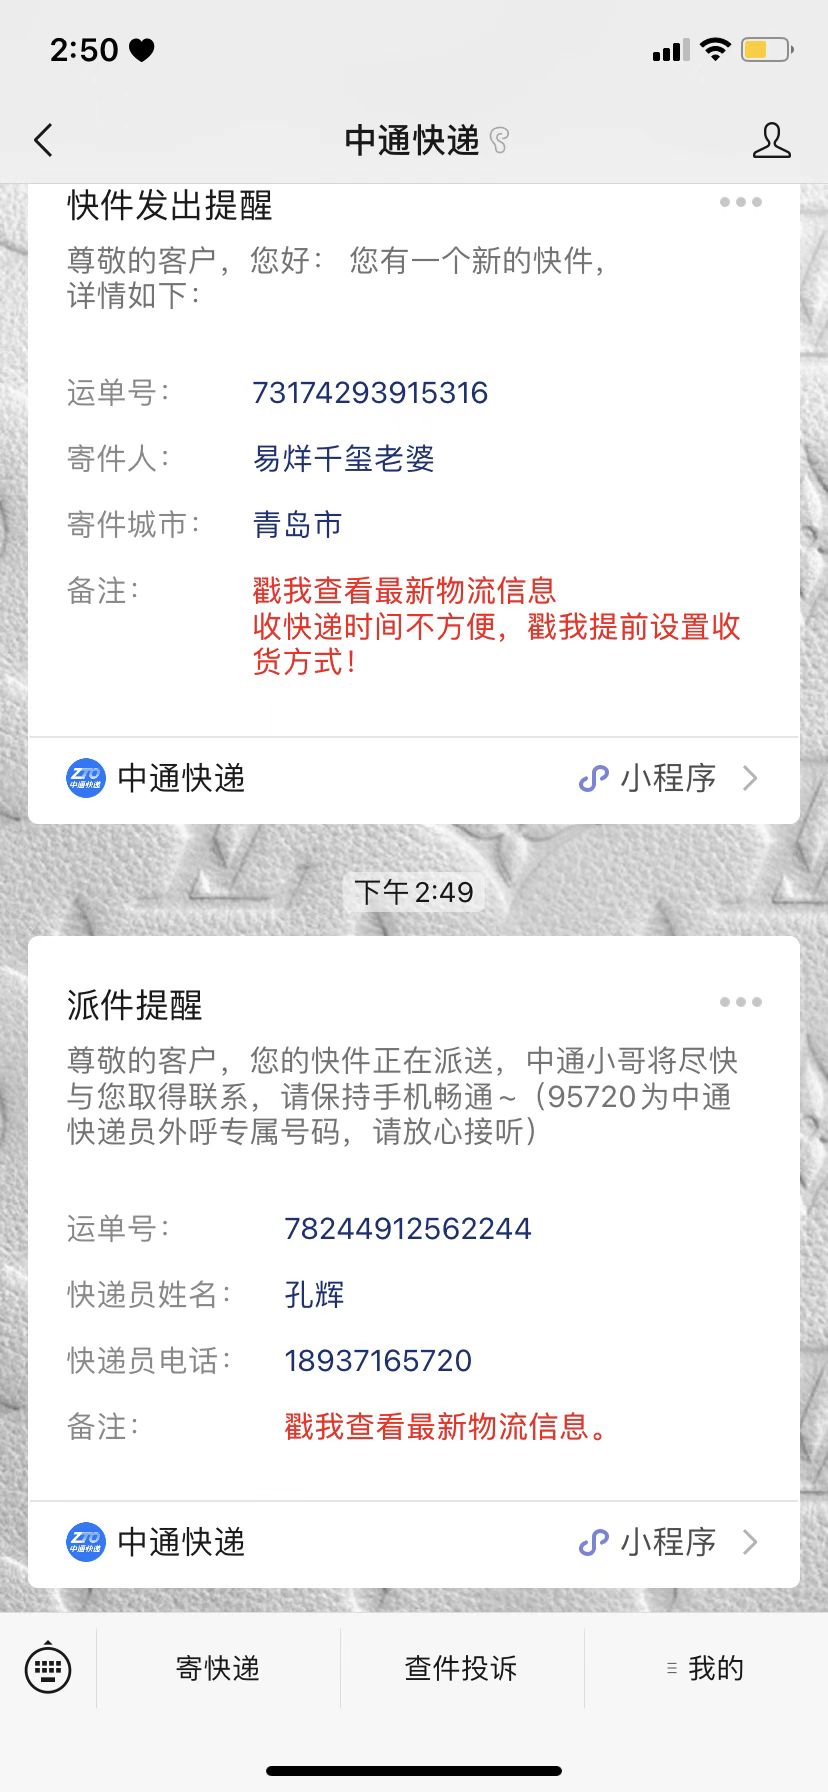 2:50
中通快递
快件发出提醒
尊敬的客户，您好： 您有一个新的快件，
详情如下：
运单号： 73174293915316
寄件人： 易烊千玺老婆
寄件城市： 青岛市
备注： 戳我查看最新物流信息
收快递时间不方便，戳我提前设置收
货方式！
ZTO
中通快递
中通快递 小程序
下午2:49
派件提醒
尊敬的客户，您的快件正在派送，中通小哥将尽快
与您取得联系，请保持手机畅通~（95720为中通
快递员外呼专属号码，请放心接听）
运单号： 78244912562244
快递员姓名： 孔辉
快递员电话： 18937165720
备注： 戳我查看最新物流信息。
ZTO
中通快递
中通快递 小程序
寄快递 查件投诉 我的